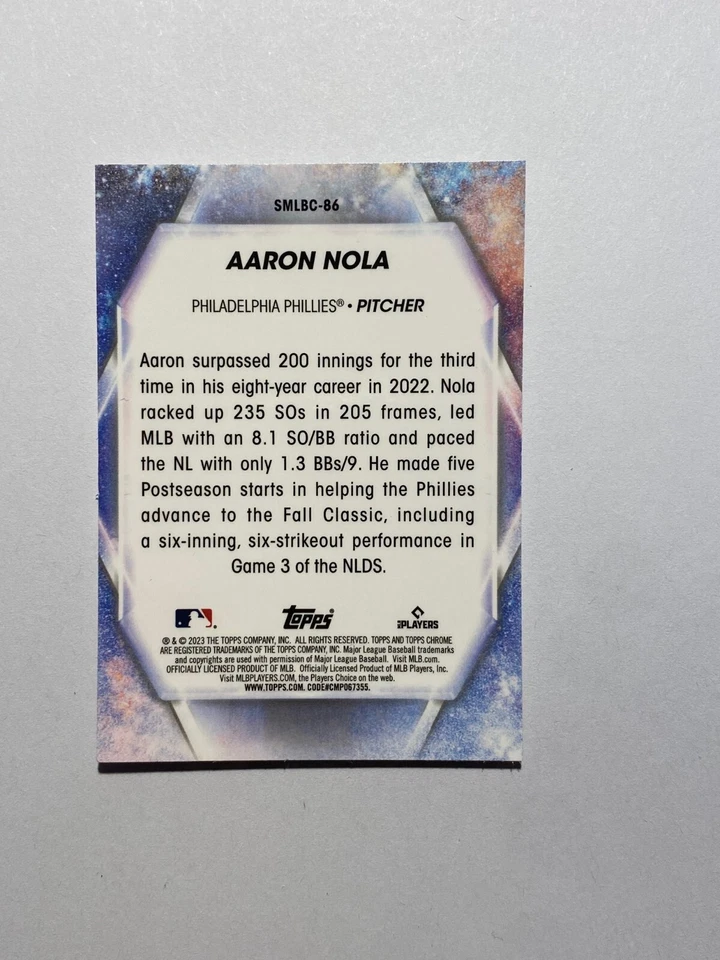 SMLBC-86
AARON NOLA
PHILADELPHIA PHILLIES® • PITCHER
Aaron surpassed 200 innings for the third
time in his eight-year career in 2022. Nola
racked up 235 SOs in 205 frames, led
MLB with an 8.1 SO/BB ratio and paced
the NL with only 1.3 BBs/9. He made five
Postseason starts in helping the Phillies
advance to the Fall Classic, including
a six-inning, six-strikeout performance in
Game 3 of the NLDS.
Topps® PLAYERS
® & © 2023 THE TOPPS COMPANY, INC. ALL RIGHTS RESERVED. TOPPS AND TOPPS CHROME
ARE REGISTERED TRADEMARKS OF THE TOPPS COMPANY, INC. Major League Baseball trademarks
and copyrights are used with permission of Major League Baseball. Visit MLB.com.
OFFICIALLY LICENSED PRODUCT OF MLB. Officially Licensed Product of MLB Players, Inc.
Visit MLBPLAYERS.COM, the Players Choice on the web.
WWW.TOPPS.COM. CODE#CMP067355.